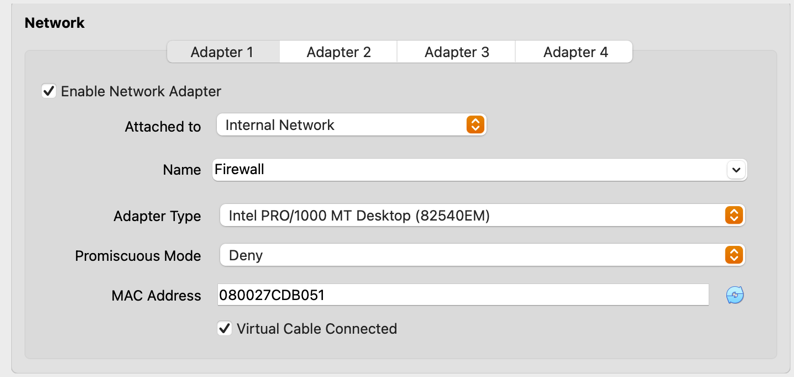 Network
Adapter 1 Adapter 2 Adapter 3 Adapter 4
Enable Network Adapter
Attached to Internal Network
Name Firewall
Adapter Type Intel PRO/1000 MT Desktop (82540EM)
Promiscuous Mode Deny
MAC Address 080027CDB051
Virtual Cable Connected